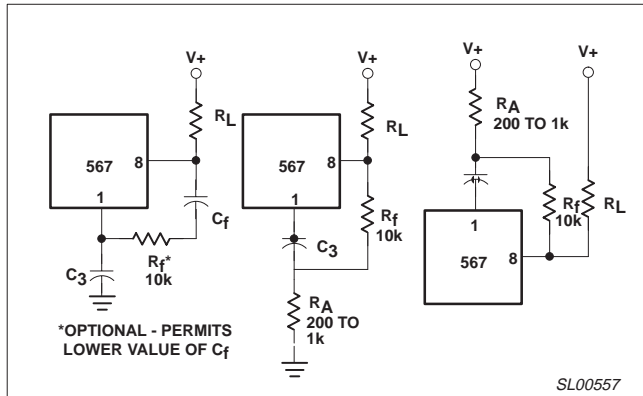 V+
RL
567
8
1
Cf
C3
Rf*
10k
*OPTIONAL - PERMITS
LOWER VALUE OF Cf
V+
RL
567
8
1
Rf
10k
C3
RA
200 TO
1k
V+
V+
RA
200 TO 1k
Rf
10k
RL
1
567
8
SL00557